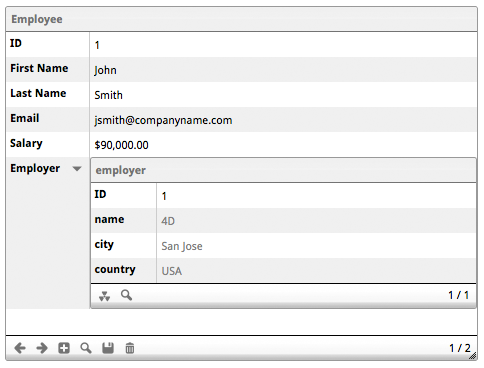 Employee
ID 1
First Name John
Last Name Smith
Email jsmith@companyname.com
Salary $90,000.00
Employer employer
ID 1
name 4D
city San Jose
country USA
1 / 1
1 / 2